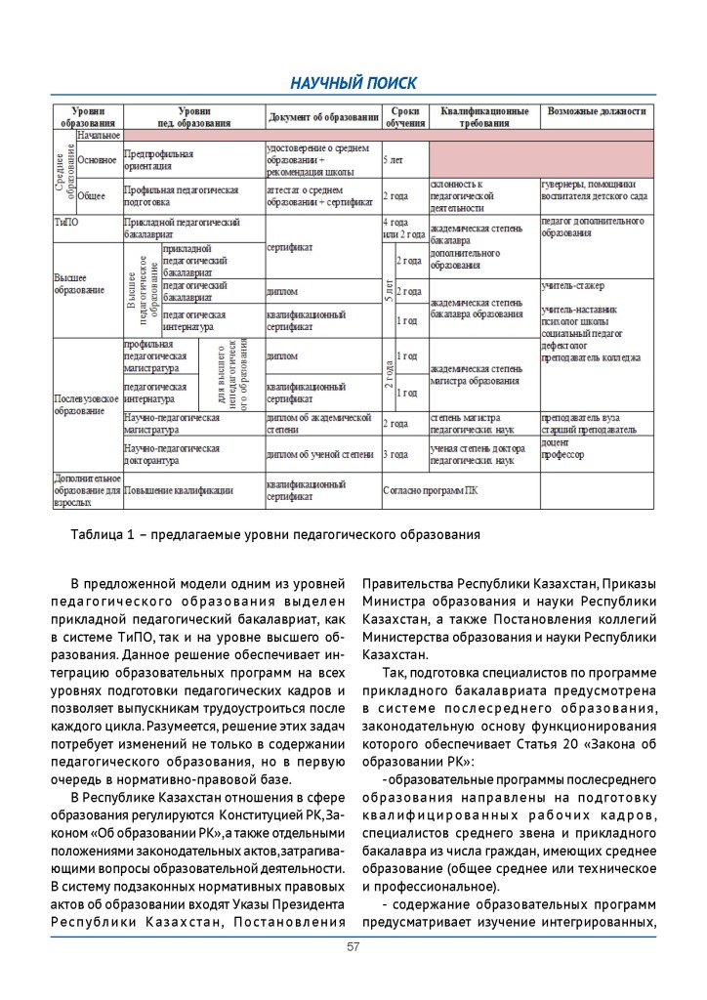 НАУЧНЫЙ ПОИСК
Уровни образования
Уровни пед. образования
Документ об образовании
Сроки обучения
Квалификационные требования
Возможные должности
Среднее образование
Начальное
Основное
Предпрофильная ориентация
удостоверение о среднем образовании + рекомендация школы
5 лет
Общее
Профильная педагогическая подготовка
аттестат о среднем образовании + сертификат
2 года
склонность к педагогической деятельности
гувернеры, помощники воспитателя детского сада
ТиПО
Прикладной педагогический бакалавриат
сертификат
4 года или 2 года
академическая степень бакалавра дополнительного образования
педагог дополнительного образования
Высшее образование
Высшее педагогическое образование
прикладной педагогический бакалавриат
5 лет
2 года
педагогический бакалавриат
диплом
2 года
академическая степень бакалавра образования
учитель-стажер
учитель-наставник
психолог школы
социальный педагог
дефектолог
преподаватель колледжа
педагогическая интернатура
квалификационный сертификат
1 год
Послевузовское образование
профильная педагогическая магистратура
для высшего непедагогического образования
диплом
2 года
1 год
академическая степень магистра образования
педагогическая интернатура
квалификационный сертификат
1 год
Научно-педагогическая магистратура
диплом об академической степени
2 года
степень магистра педагогических наук
преподаватель вуза
старший преподаватель
Научно-педагогическая докторантура
диплом об ученой степени
3 года
ученая степень доктора педагогических наук
доцент
профессор
Дополнительное образование для взрослых
Повышение квалификации
квалификационный сертификат
Согласно программ ПК
Таблица 1 – предлагаемые уровни педагогического образования
В предложенной модели одним из уровней
педагогического образования выделен
прикладной педагогический бакалавриат, как
в системе ТиПО, так и на уровне высшего об-
разования. Данное решение обеспечивает ин-
теграцию образовательных программ на всех
уровнях подготовки педагогических кадров и
позволяет выпускникам трудоустроиться после
каждого цикла. Разумеется, решение этих задач
потребует изменений не только в содержании
педагогического образования, но в первую
очередь в нормативно-правовой базе.
В Республике Казахстан отношения в сфере
образования регулируются Конституцией РК, За-
коном «Об образовании РК», а также отдельными
положениями законодательных актов, затрагива-
ющими вопросы образовательной деятельности.
В систему подзаконных нормативных правовых
актов об образовании входят Указы Президента
Республики Казахстан, Постановления
Правительства Республики Казахстан, Приказы
Министра образования и науки Республики
Казахстан, а также Постановления коллегий
Министерства образования и науки Республики
Казахстан.
Так, подготовка специалистов по программе
прикладного бакалавриата предусмотрена
в системе послесреднего образования,
законодательную основу функционирования
которого обеспечивает Статья 20 «Закона об
образовании РК»:
- образовательные программы послесреднего
образования направлены на подготовку
квалифицированных рабочих кадров,
специалистов среднего звена и прикладного
бакалавра из числа граждан, имеющих среднее
образование (общее среднее или техническое
и профессиональное).
- содержание образовательных программ
предусматривает изучение интегрированных,
57